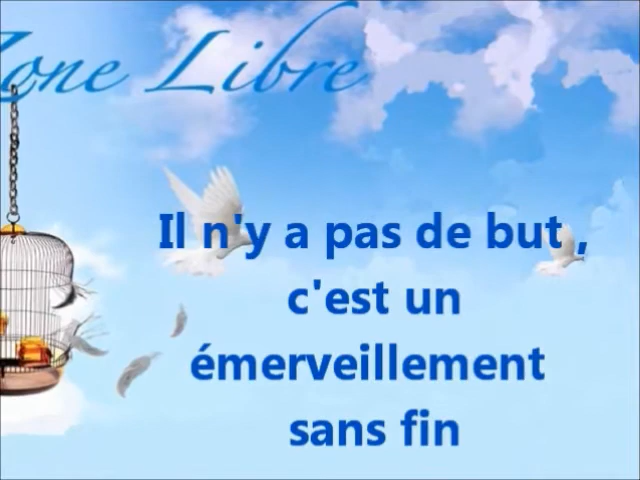 Zone Libre
Il n'y a pas de but ,
c'est un
émerveillement
sans fin